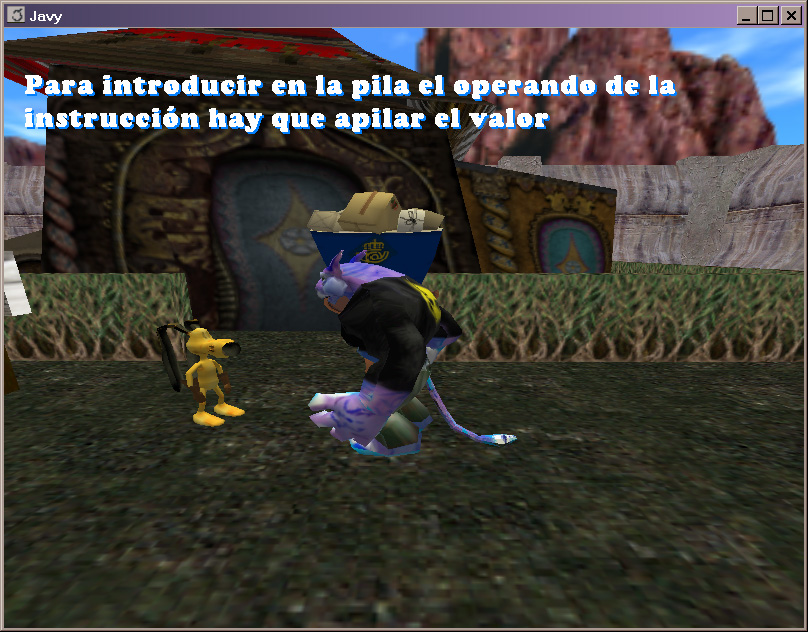 Javy
Para introducir en la pila el operando de la
instrucción hay que apilar el valor